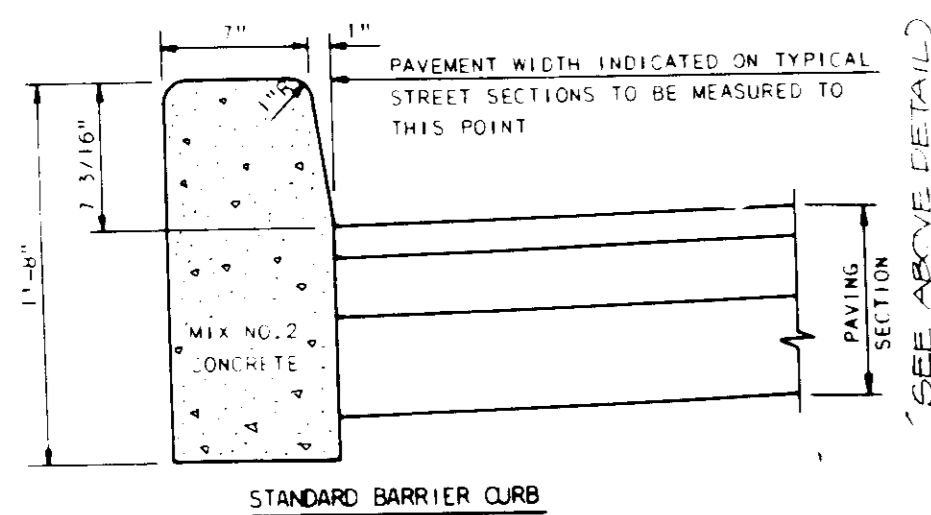 7"
1"
PAVEMENT WIDTH INDICATED ON TYPICAL
STREET SECTIONS TO BE MEASURED TO
THIS POINT
1"R
7 3/16"
1'-8"
MIX NO.2
CONCRETE
PAVING
SECTION
(SEE ABOVE DETAIL)
STANDARD BARRIER CURB